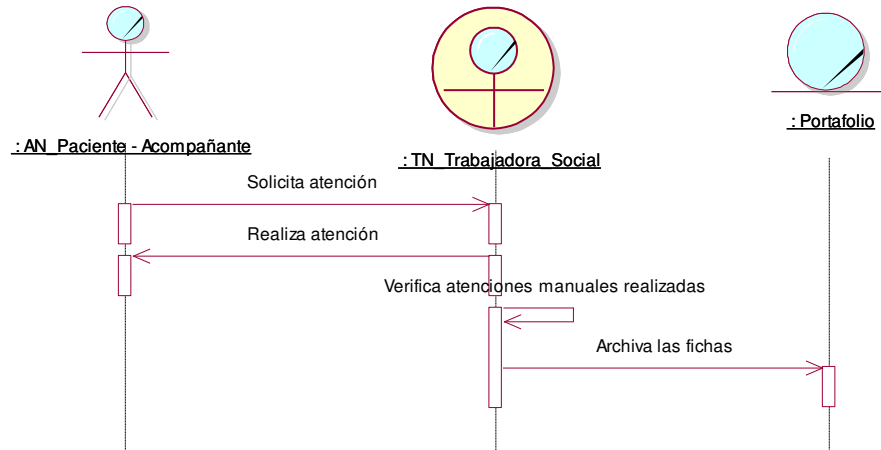 : AN_Paciente - Acompañante
: TN_Trabajadora_Social
: Portafolio
Solicita atención
Realiza atención
Verifica atenciones manuales realizadas
Archiva las fichas